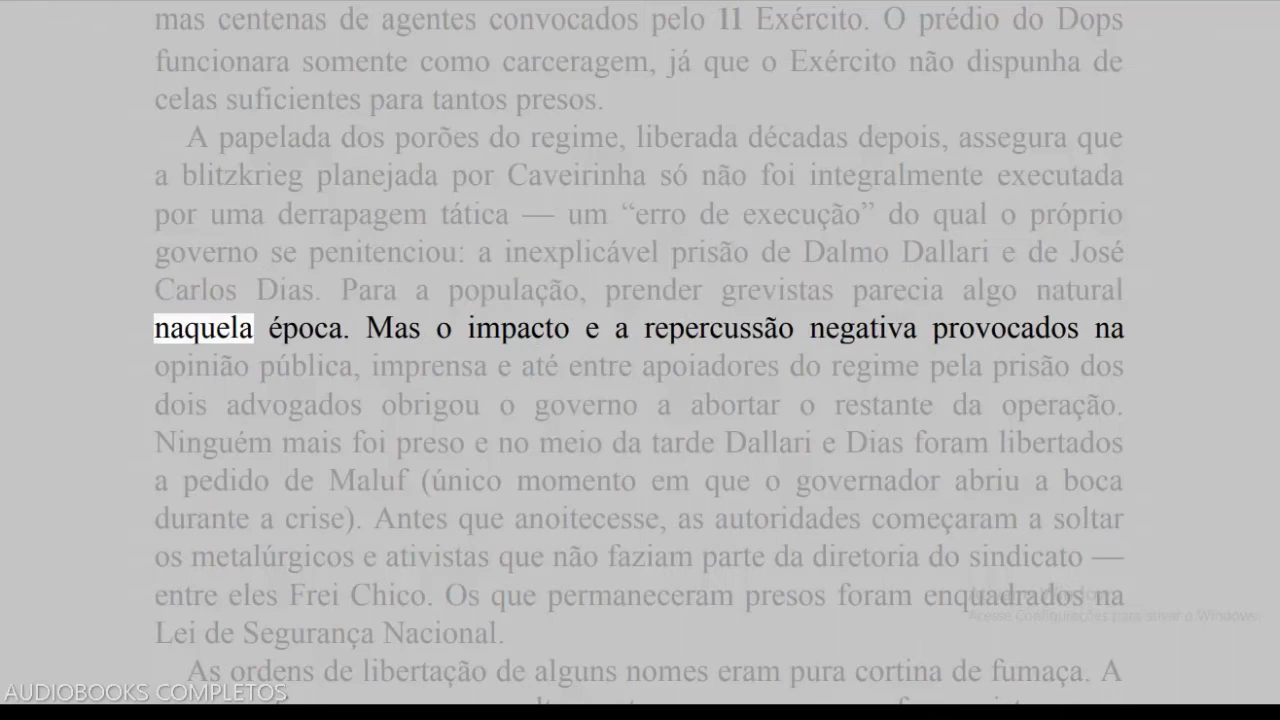 mas centenas de agentes convocados pelo 11 Exército. O prédio do Dops
funcionara somente como carceragem, já que o Exército não dispunha de
celas suficientes para tantos presos.
A papelada dos porões do regime, liberada décadas depois, assegura que
a blitzkrieg planejada por Caveirinha só não foi integralmente executada
por uma derrapagem tática — um “erro de execução” do qual o próprio
governo se penitenciou: a inexplicável prisão de Dalmo Dallari e de José
Carlos Dias. Para a população, prender grevistas parecia algo natural
naquela época. Mas o impacto e a repercussão negativa provocados na
opinião pública, imprensa e até entre apoiadores do regime pela prisão dos
dois advogados obrigou o governo a abortar o restante da operação.
Ninguém mais foi preso e no meio da tarde Dallari e Dias foram libertados
a pedido de Maluf (único momento em que o governador abriu a boca
durante a crise). Antes que anoitecesse, as autoridades começaram a soltar
os metalúrgicos e ativistas que não faziam parte da diretoria do sindicato —
entre eles Frei Chico. Os que permaneceram presos foram enquadrados na
Acesse Configurações para ativar o Windows.
Lei de Segurança Nacional.
As ordens de libertação de alguns nomes eram pura cortina de fumaça. A
AUDIOBOOKS COMPLETOS